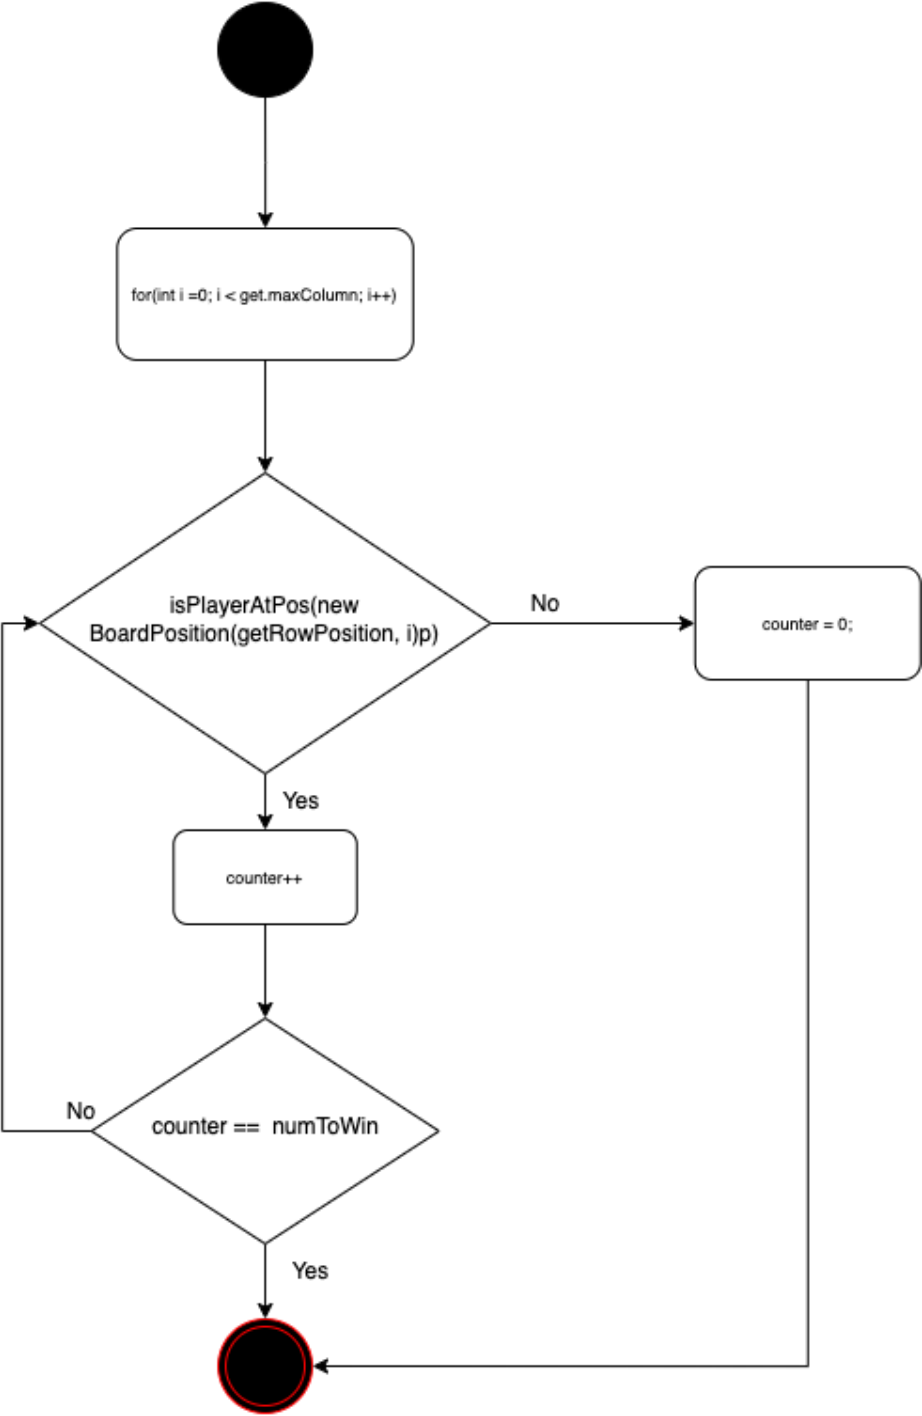 for(int i =0; i < get.maxColumn; i++)
isPlayerAtPos(new
BoardPosition(getRowPosition, i)p)
No
counter = 0;
Yes
counter++
No
counter == numToWin
Yes